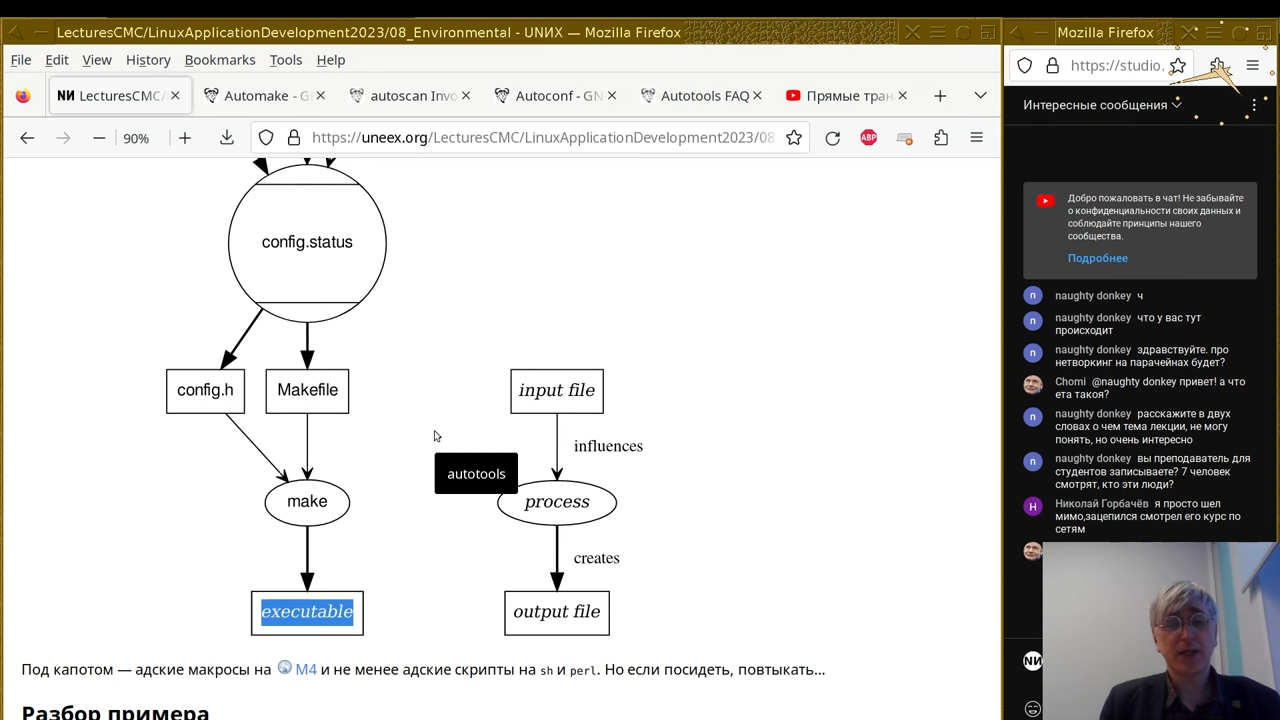 LecturesCMC/LinuxApplicationDevelopment2023/08_Environmental - UNИX — Mozilla Firefox
File Edit View History Bookmarks Tools Help
NИ LecturesCMC/
Automake - G
autoscan Invo
Autoconf - GN
Autotools FAQ
Прямые тран
90%
https://uneex.org/LecturesCMC/LinuxApplicationDevelopment2023/08
ABP
config.status
config.h
Makefile
input file
influences
autotools
make
process
creates
executable
output file
Под капотом — адские макросы на M4 и не менее адские скрипты на sh и perl. Но если посидеть, повтыкать…
Разбор примера
Mozilla Firefox
https://studio.
Интересные сообщения
Добро пожаловать в чат! Не забывайте
о конфиденциальности своих данных и
соблюдайте принципы нашего
сообщества.
Подробнее
n naughty donkey ч
n naughty donkey что у вас тут
происходит
n naughty donkey здравствуйте. про
нетворкинг на парачейнах будет?
Chomi @naughty donkey привет! а что
ета такоя?
n naughty donkey расскажите в двух
словах о чем тема лекции, не могу
понять, но очень интересно
n naughty donkey вы преподаватель для
студентов записываете? 7 человек
смотрят, кто эти люди?
Н Николай Горбачёв я просто шел
мимо,зацепился смотрел его курс по
сетям
NИ